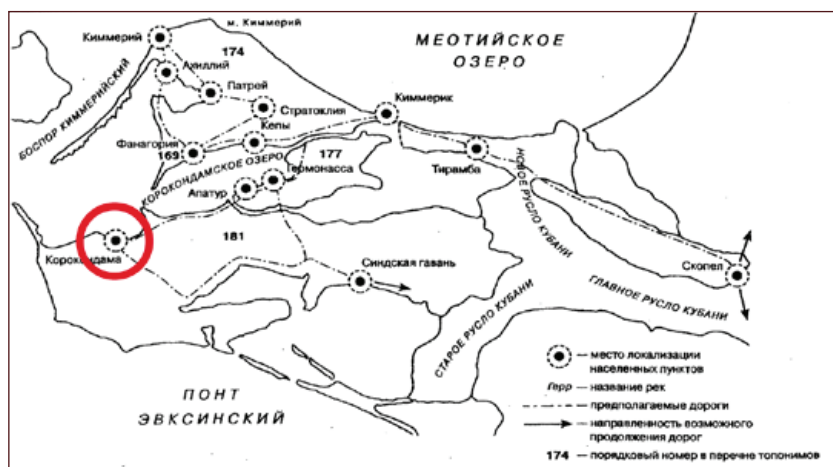 м. Киммерий
Киммерий
174
МЕОТИЙСКОЕ
ОЗЕРО
Ахиллий
Патрей
БОСПОР КИММЕРИЙСКИЙ
Стратоклия
Киммерик
Кепы
Фанагория
169
КОРОКОНДАМСКОЕ ОЗЕРО
177
Гермонасса
Тирамба
НОВОЕ РУСЛО КУБАНИ
Апатур
181
Корокондама
Синдская гавань
Скопел
ГЛАВНОЕ РУСЛО КУБАНИ
СТАРОЕ РУСЛО КУБАНИ
ПОНТ
ЭВКСИНСКИЙ
— место локализации
населенных пунктов
Герр — название рек
— предполагаемые дороги
— направленность возможного
продолжения дорог
174 — порядковый номер в перечне топонимов